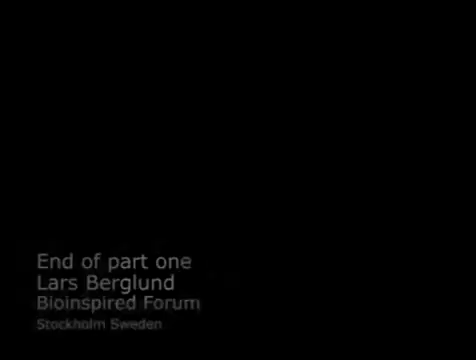 End of part one
Lars Berglund
Bioinspired Forum
Stockholm Sweden